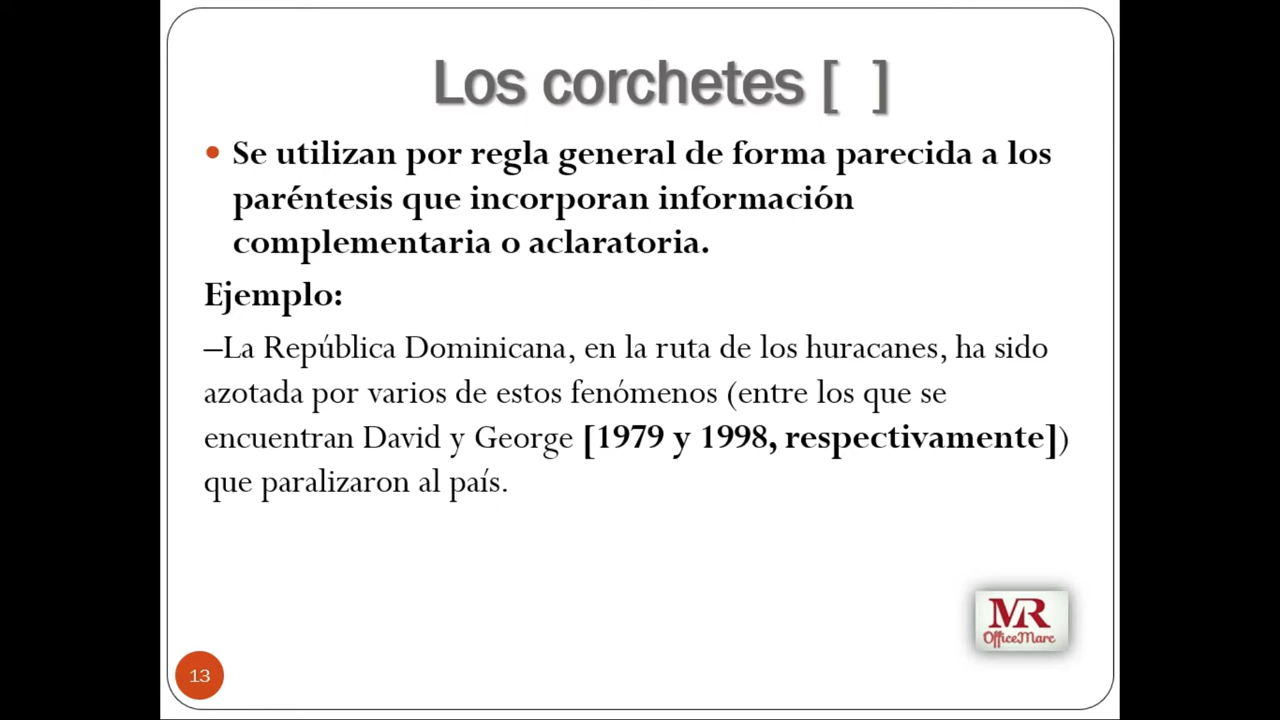 Los corchetes [ ]
• Se utilizan por regla general de forma parecida a los
paréntesis que incorporan información
complementaria o aclaratoria.
Ejemplo:
–La República Dominicana, en la ruta de los huracanes, ha sido
azotada por varios de estos fenómenos (entre los que se
encuentran David y George [1979 y 1998, respectivamente])
que paralizaron al país.
MR
OfficeMarc
13